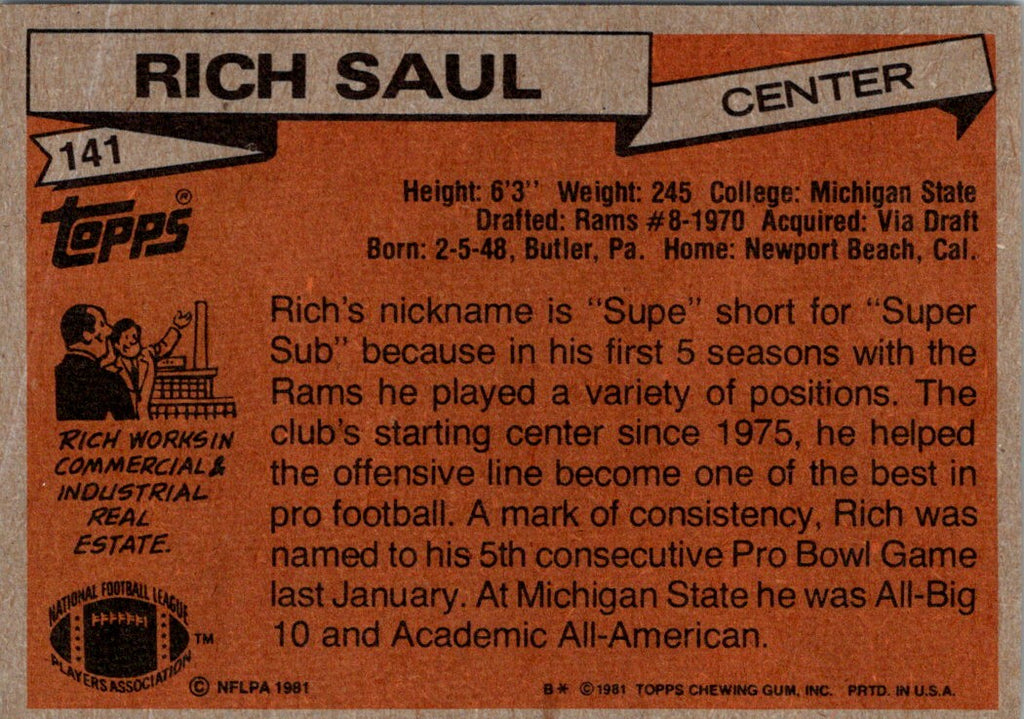 RICH SAUL
CENTER
141
TOPPS®
Height: 6'3'' Weight: 245 College: Michigan State
Drafted: Rams #8-1970 Acquired: Via Draft
Born: 2-5-48, Butler, Pa. Home: Newport Beach, Cal.
Rich's nickname is "Supe" short for "Super
Sub" because in his first 5 seasons with the
Rams he played a variety of positions. The
club's starting center since 1975, he helped
the offensive line become one of the best in
pro football. A mark of consistency, Rich was
named to his 5th consecutive Pro Bowl Game
last January. At Michigan State he was All-Big
10 and Academic All-American.
RICH WORKS IN
COMMERCIAL &
INDUSTRIAL
REAL
ESTATE.
NATIONAL FOOTBALL LEAGUE
PLAYERS ASSOCIATION
TM
© NFLPA 1981
B* © 1981 TOPPS CHEWING GUM, INC. PRTD. IN U.S.A.